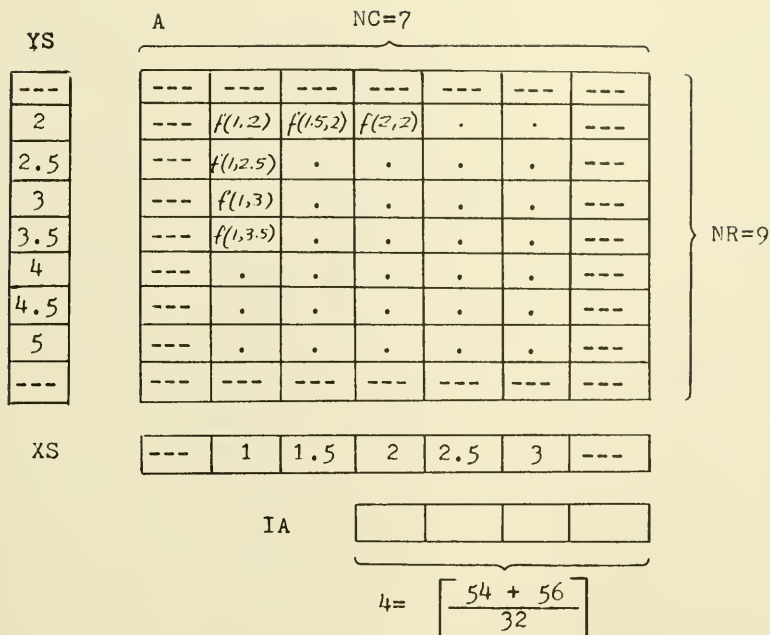 A NC=7
YS
--- --- --- --- --- --- --- ---
2 --- f(1,2) f(1.5,2) f(2,2) . . ---
2.5 --- f(1,2.5) . . . . ---
3 --- f(1,3) . . . . ---
3.5 --- f(1,3.5) . . . . --- NR=9
4 --- . . . . . ---
4.5 --- . . . . . ---
5 --- . . . . . ---
--- --- --- --- --- --- --- ---
XS --- 1 1.5 2 2.5 3 ---
IA
4= ⌈54 + 56
32⌉